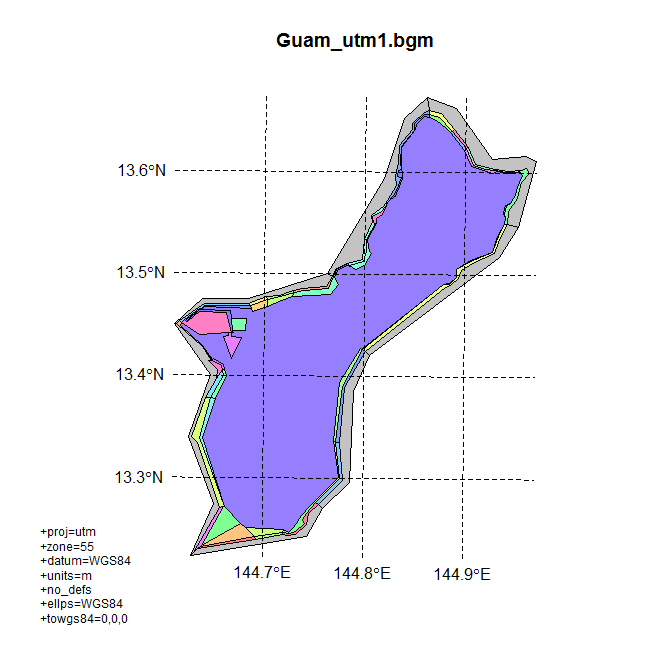 Guam_utm1.bgm
13.6°N
13.5°N
13.4°N
13.3°N
144.7°E 144.8°E 144.9°E
+proj=utm
+zone=55
+datum=WGS84
+units=m
+no_defs
+ellps=WGS84
+towgs84=0,0,0